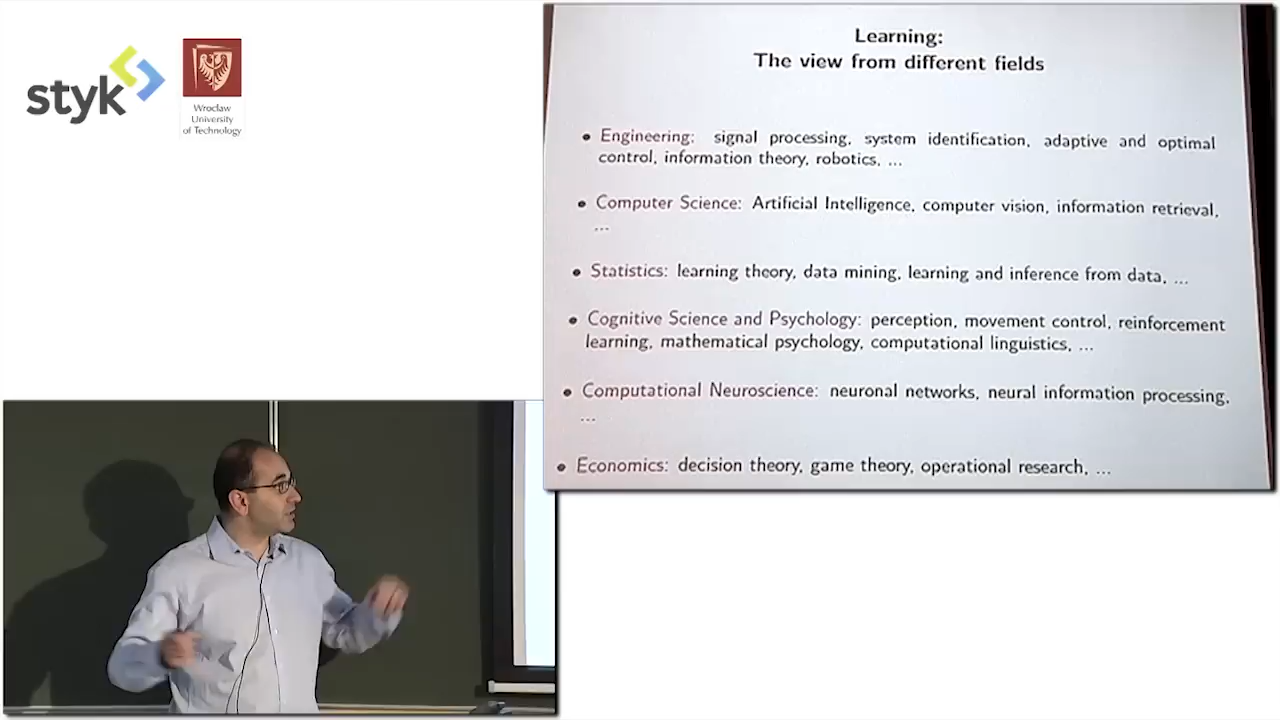 styk
Wrocław
University
of Technology
Learning:
The view from different fields
• Engineering: signal processing, system identification, adaptive and optimal
control, information theory, robotics, ...
• Computer Science: Artificial Intelligence, computer vision, information retrieval,
...
• Statistics: learning theory, data mining, learning and inference from data, ...
• Cognitive Science and Psychology: perception, movement control, reinforcement
learning, mathematical psychology, computational linguistics, ...
• Computational Neuroscience: neuronal networks, neural information processing,
...
• Economics: decision theory, game theory, operational research, ...